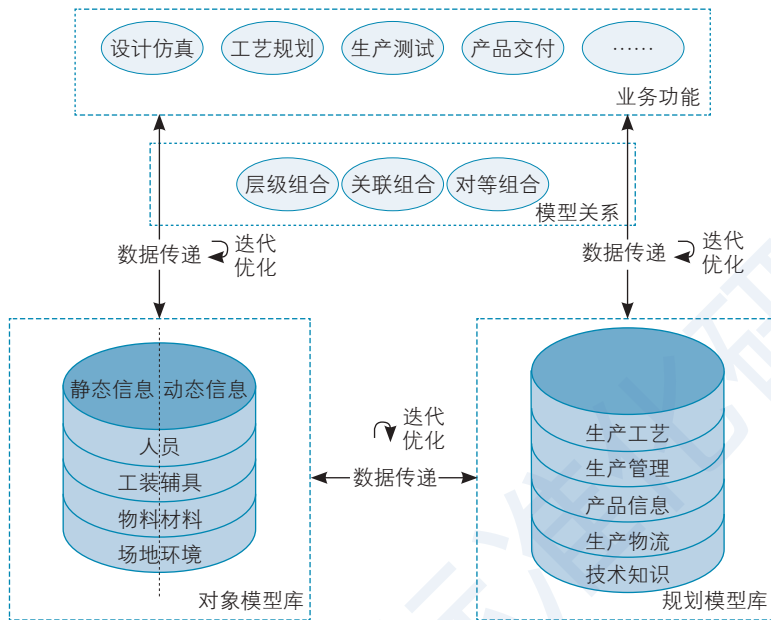 设计仿真
工艺规划
生产测试
产品交付
……
业务功能
层级组合
关联组合
对等组合
模型关系
数据传递
迭代
优化
数据传递
迭代
优化
静态信息
动态信息
人员
工装辅具
物料材料
场地环境
对象模型库
迭代
优化
数据传递
生产工艺
生产管理
产品信息
生产物流
技术知识
规划模型库
标准化研